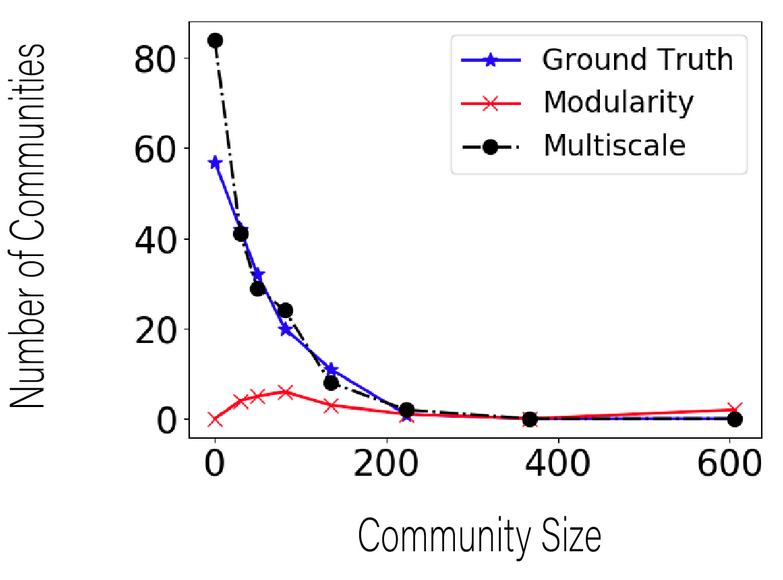 Number of Communities
80
60
40
20
0
Ground Truth
Modularity
Multiscale
0 200 400 600
Community Size